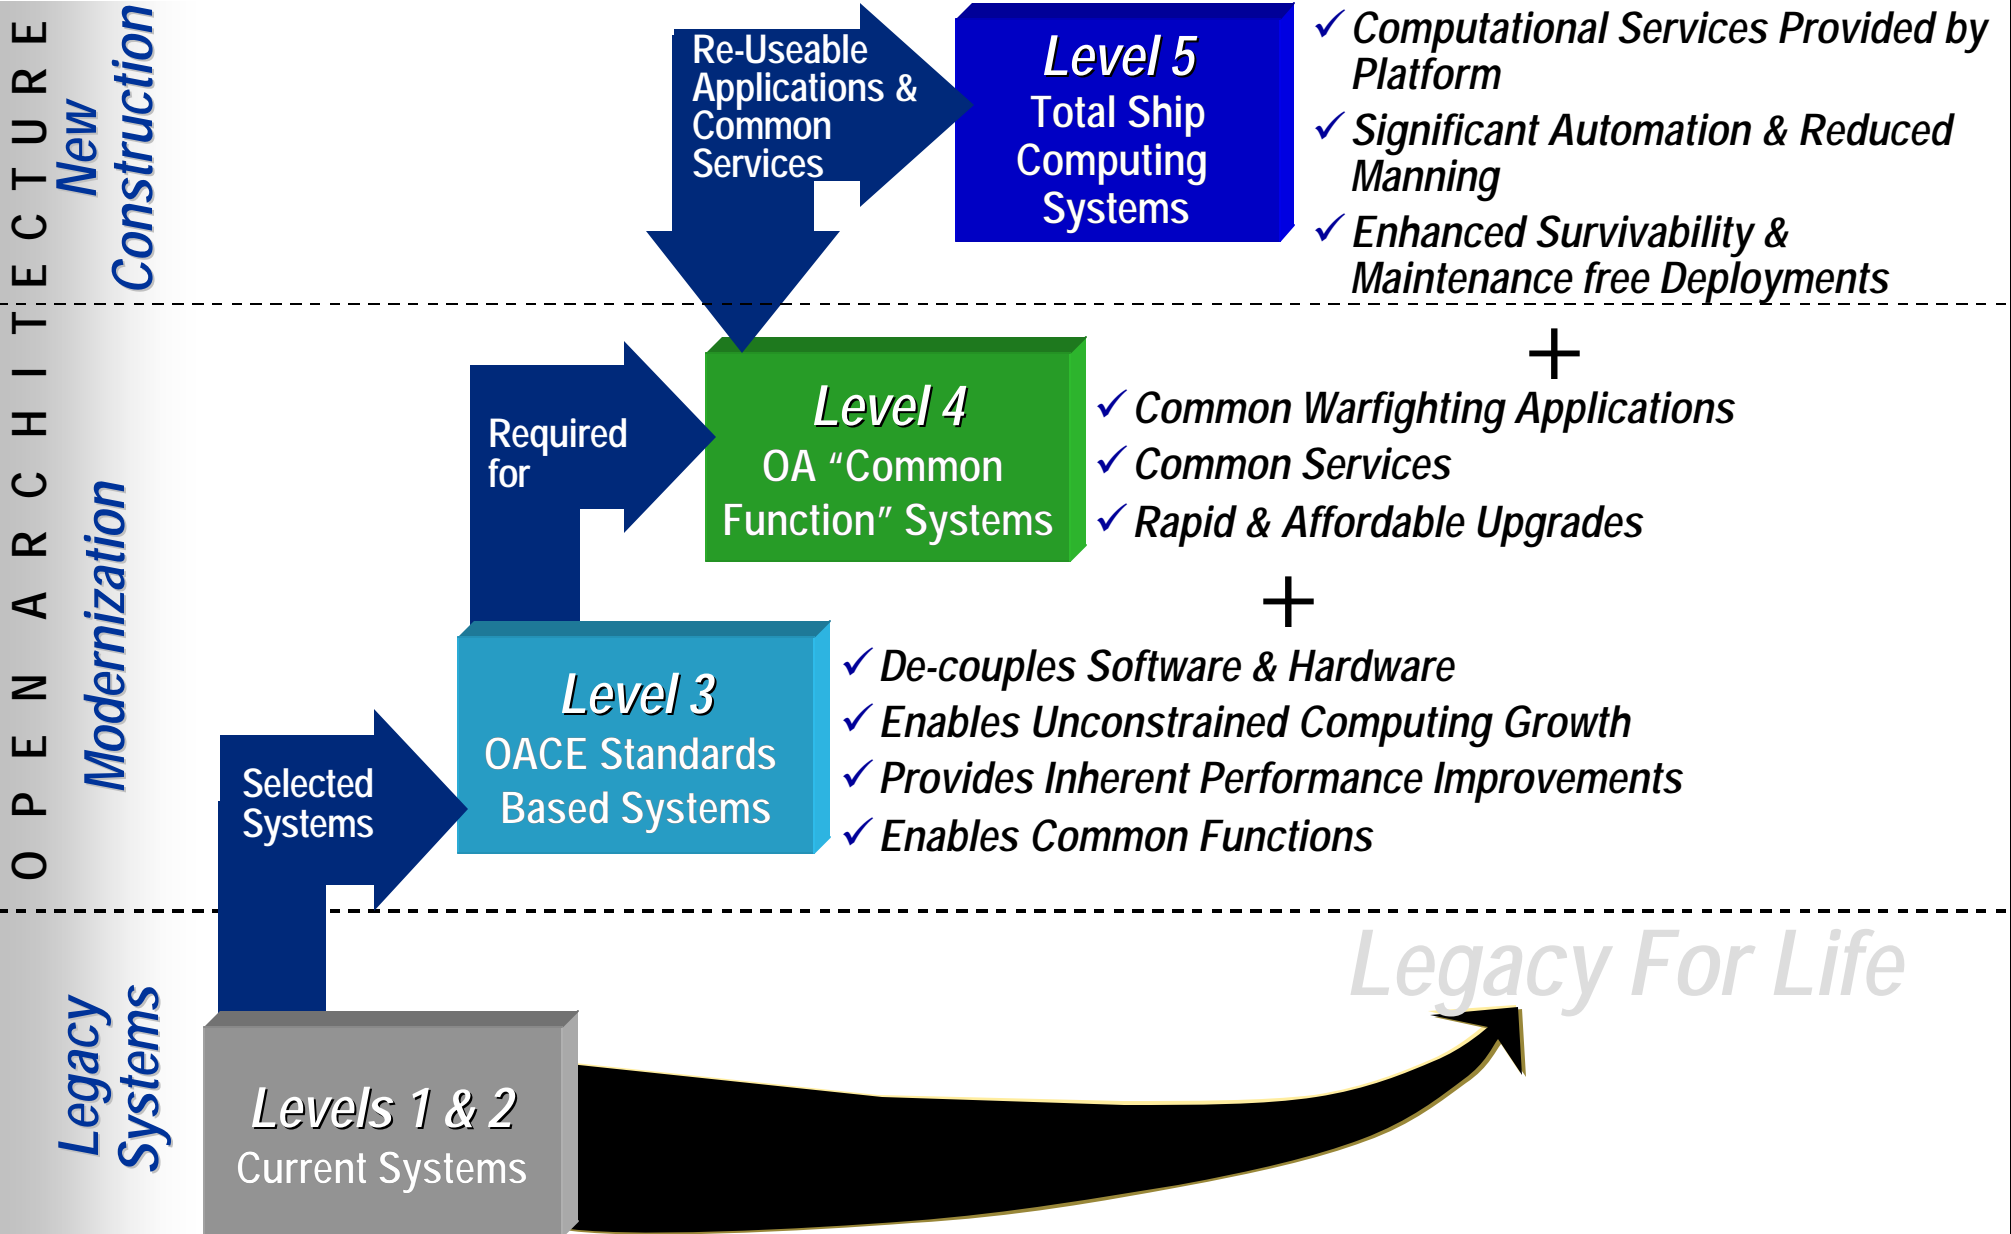 OPEN ARCHITECTURE
New
Construction
Re-Useable
Applications &
Common
Services
Level 5
Total Ship
Computing
Systems
✓ Computational Services Provided by
Platform
✓ Significant Automation & Reduced
Manning
✓ Enhanced Survivability &
Maintenance free Deployments
+
Modernization
Required
for
Level 4
OA “Common
Function” Systems
✓ Common Warfighting Applications
✓ Common Services
✓ Rapid & Affordable Upgrades
+
Selected
Systems
Level 3
OACE Standards
Based Systems
✓ De-couples Software & Hardware
✓ Enables Unconstrained Computing Growth
✓ Provides Inherent Performance Improvements
✓ Enables Common Functions
Legacy
Systems
Levels 1 & 2
Current Systems
Legacy For Life